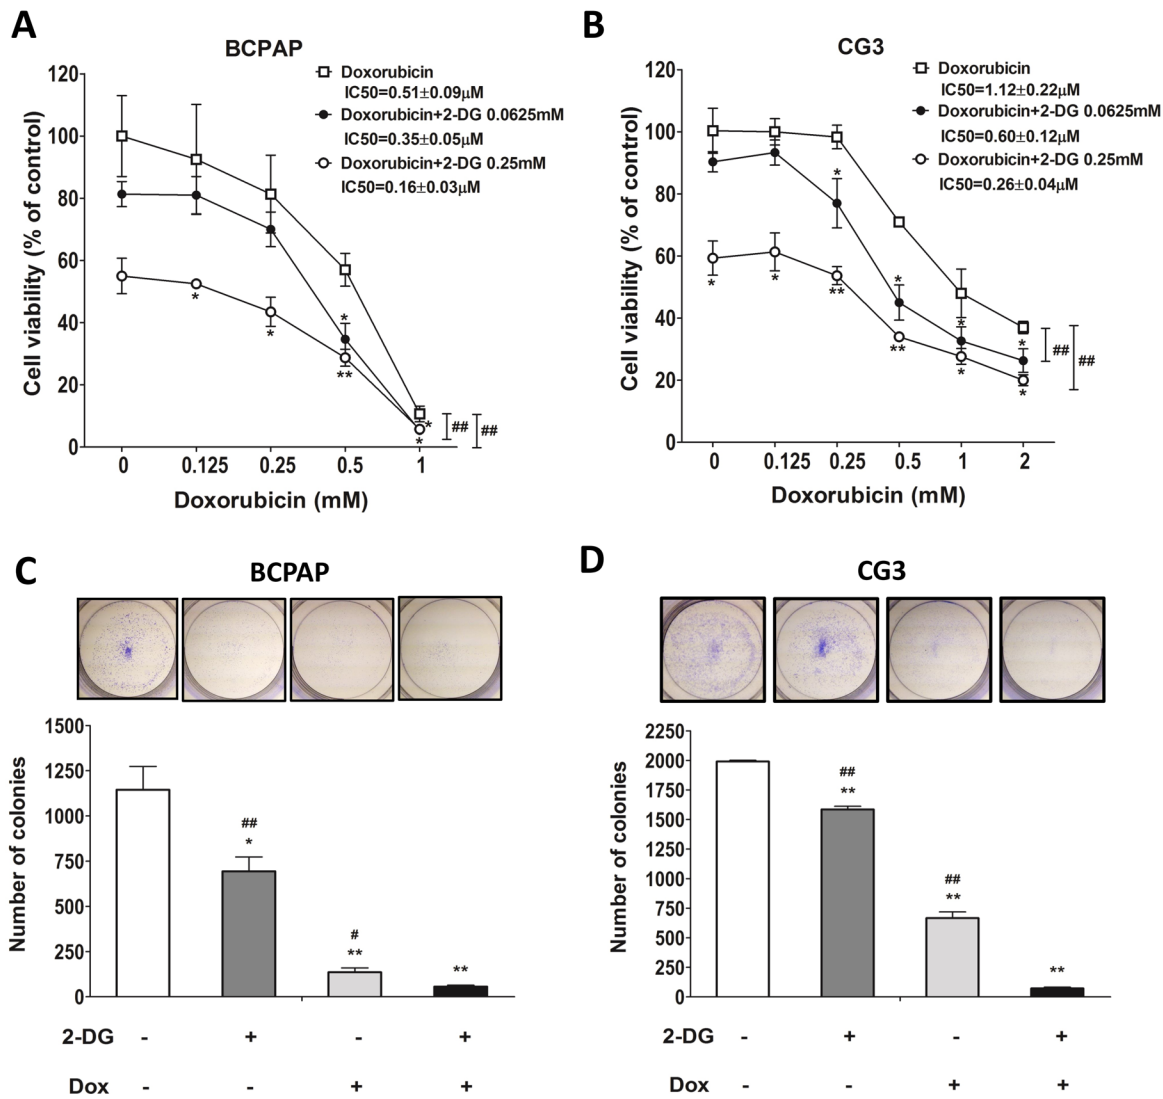 A
BCPAP
Doxorubicin
IC50=0.51±0.09μM
Doxorubicin+2-DG 0.0625mM
IC50=0.35±0.05μM
Doxorubicin+2-DG 0.25mM
IC50=0.16±0.03μM
Cell viability (% of control)
120
100
80
60
40
20
0
* * * ** * *
## ##
0 0.125 0.25 0.5 1
Doxorubicin (mM)
B
CG3
Doxorubicin
IC50=1.12±0.22μM
Doxorubicin+2-DG 0.0625mM
IC50=0.60±0.12μM
Doxorubicin+2-DG 0.25mM
IC50=0.26±0.04μM
Cell viability (% of control)
120
100
80
60
40
20
0
* * * ** * ** * * * *
## ##
0 0.125 0.25 0.5 1 2
Doxorubicin (mM)
C
BCPAP
Number of colonies
1500
1250
1000
750
500
250
0
##
*
#
**
**
2-DG - + - +
Dox - - + +
D
CG3
Number of colonies
2250
2000
1750
1500
1250
1000
750
500
250
0
##
**
##
**
**
2-DG - + - +
Dox - - + +